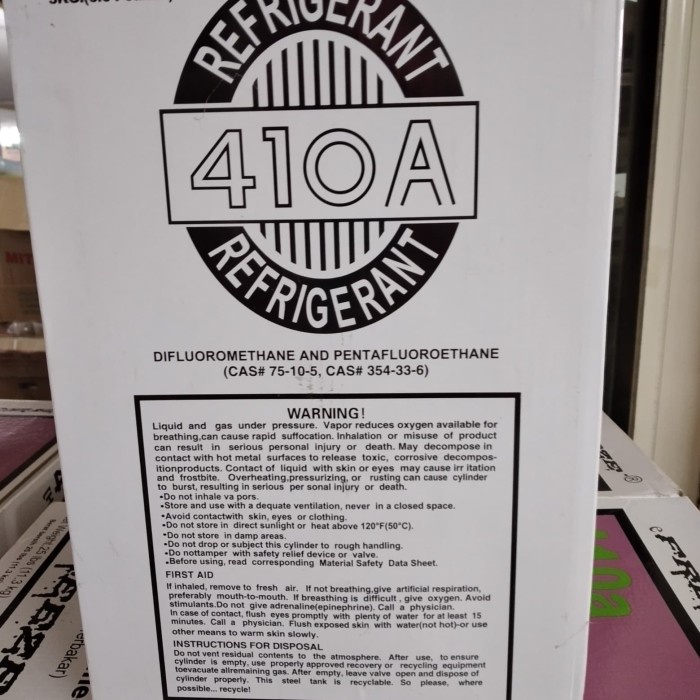 REFRIGERANT
410A
REFRIGERANT
DIFLUOROMETHANE AND PENTAFLUOROETHANE
(CAS# 75-10-5, CAS# 354-33-6)
WARNING!
Liquid and gas under pressure. Vapor reduces oxygen available for
breathing,can cause rapid suffocation. Inhalation or misuse of product
can result in serious personal injury or death. May decompose in
contact with hot metal surfaces to release toxic, corrosive decompos-
itionproducts. Contact of liquid with skin or eyes may cause irr itation
and frostbite. Overheating,pressurizing, or rusting can cause cylinder
to burst, resulting in serious per sonal injury or death.
•Do not inhale va pors.
•Store and use with a dequate ventilation, never in a closed space.
•Avoid contactwith skin, eyes or clothing.
•Do not store in direct sunlight or heat above 120°F(50°C).
•Do not store in damp areas.
•Do not drop or subject this cylinder to rough handling.
•Do nottamper with safety relief device or valve.
•Before using, read corresponding Material Safety Data Sheet.
FIRST AID
If inhaled, remove to fresh air. If not breathing,give artificial respiration,
preferably mouth-to-mouth. If breasthing is difficult , give oxygen. Avoid
stimulants.Do not give adrenaline(epinephrine). Call a physician.
In case of contact, flush eyes promptly with plenty of water for at least 15
minutes. Call a physician. Flush exposed skin with water(not hot)-or use
other means to warm skin slowly.
INSTRUCTIONS FOR DISPOSAL
Do not vent residual contents to the atmosphere. After use, to ensure
cylinder is empty, use properly approved recovery or recycling equipment
toevacuate allremaining gas. After empty, leave valve open and dispose of
cylinder properly. This steel tank is recyclable. So please, where
possible... recycle!
MIT
Weight 25 lbs (11.3 kg)
erbakar)